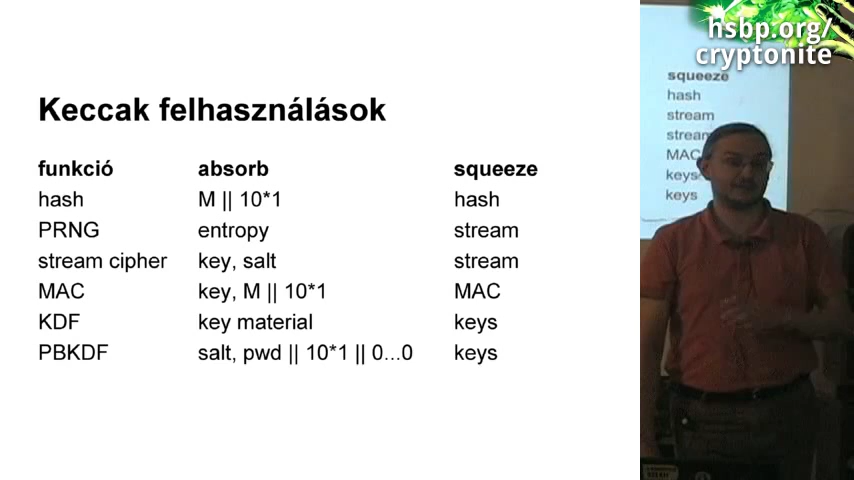 Keccak felhasználások
funkció absorb squeeze
hash M || 10*1 hash
PRNG entropy stream
stream cipher key, salt stream
MAC key, M || 10*1 MAC
KDF key material keys
PBKDF salt, pwd || 10*1 || 0...0 keys
hsbp.org/
cryptonite
squeeze
hash
stream
stream
MAC
keys
keys